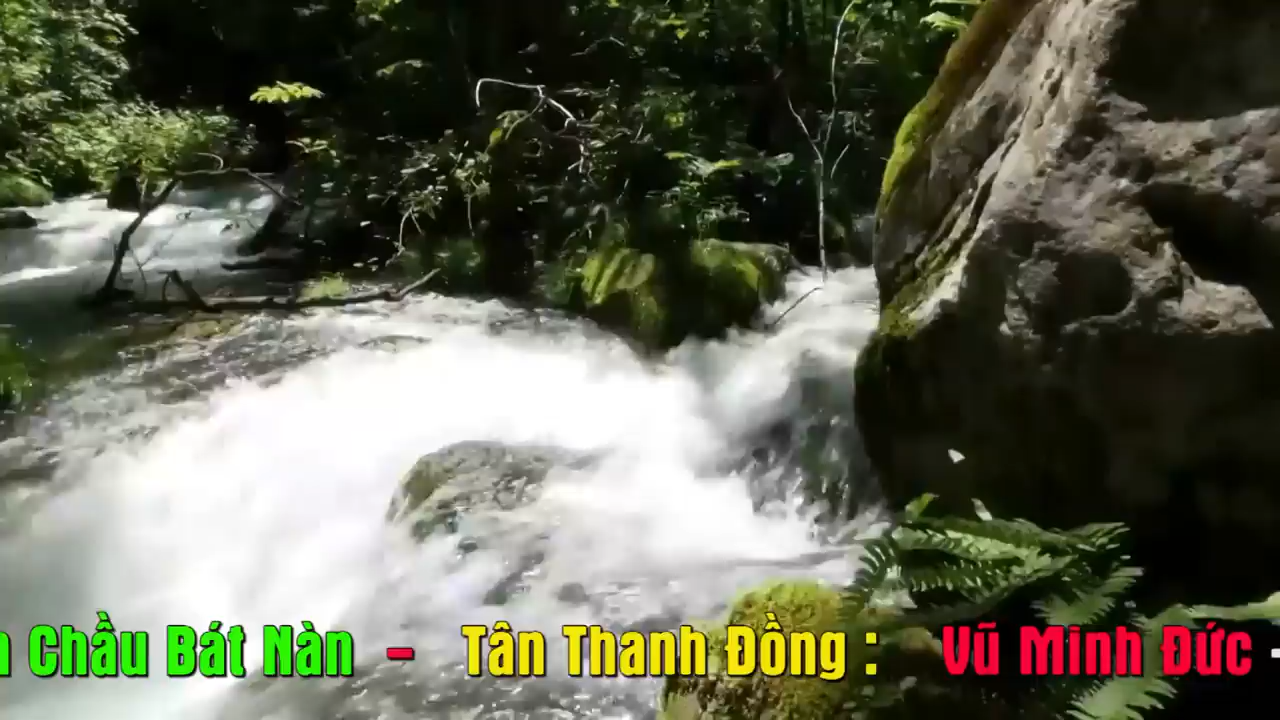 Chầu Bát Nàn - Tân Thanh Đồng : Vũ Minh Đức -